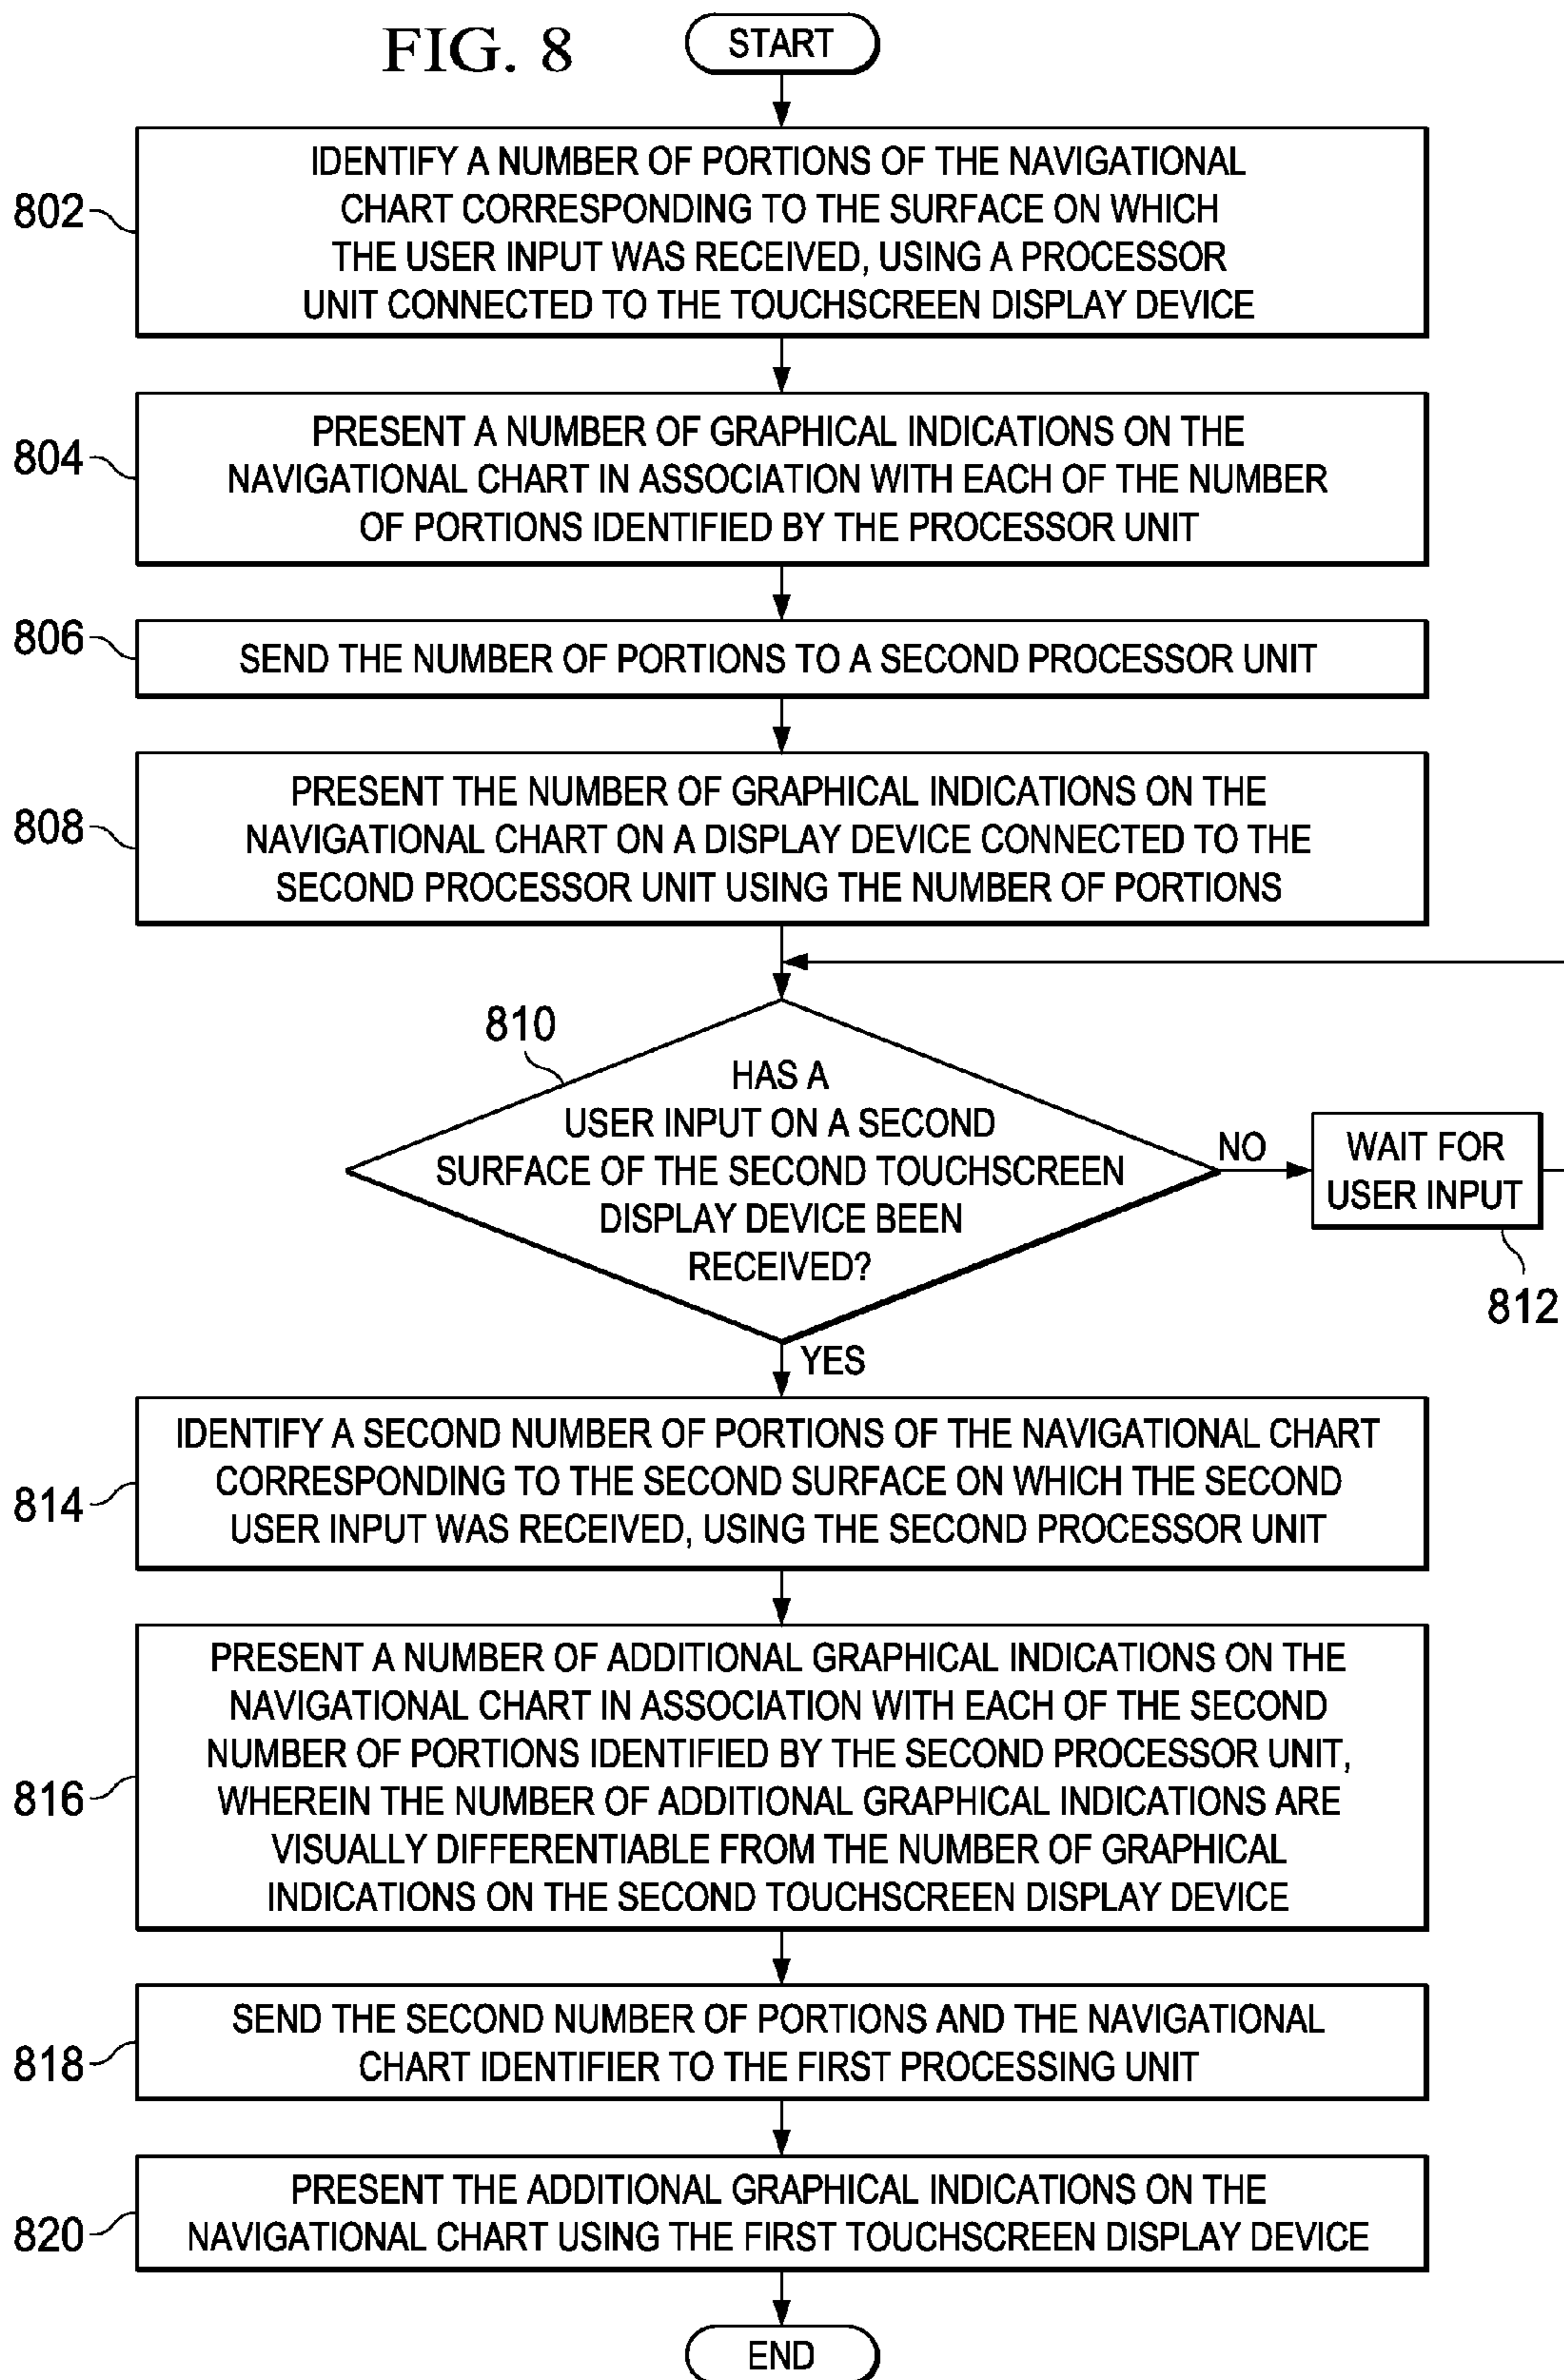 FIG. 8
START
802
IDENTIFY A NUMBER OF PORTIONS OF THE NAVIGATIONAL
CHART CORRESPONDING TO THE SURFACE ON WHICH
THE USER INPUT WAS RECEIVED, USING A PROCESSOR
UNIT CONNECTED TO THE TOUCHSCREEN DISPLAY DEVICE
804
PRESENT A NUMBER OF GRAPHICAL INDICATIONS ON THE
NAVIGATIONAL CHART IN ASSOCIATION WITH EACH OF THE NUMBER
OF PORTIONS IDENTIFIED BY THE PROCESSOR UNIT
806
SEND THE NUMBER OF PORTIONS TO A SECOND PROCESSOR UNIT
808
PRESENT THE NUMBER OF GRAPHICAL INDICATIONS ON THE
NAVIGATIONAL CHART ON A DISPLAY DEVICE CONNECTED TO THE
SECOND PROCESSOR UNIT USING THE NUMBER OF PORTIONS
810
HAS A
USER INPUT ON A SECOND
SURFACE OF THE SECOND TOUCHSCREEN
DISPLAY DEVICE BEEN
RECEIVED?
NO
WAIT FOR
USER INPUT
812
YES
814
IDENTIFY A SECOND NUMBER OF PORTIONS OF THE NAVIGATIONAL CHART
CORRESPONDING TO THE SECOND SURFACE ON WHICH THE SECOND
USER INPUT WAS RECEIVED, USING THE SECOND PROCESSOR UNIT
816
PRESENT A NUMBER OF ADDITIONAL GRAPHICAL INDICATIONS ON THE
NAVIGATIONAL CHART IN ASSOCIATION WITH EACH OF THE SECOND
NUMBER OF PORTIONS IDENTIFIED BY THE SECOND PROCESSOR UNIT,
WHEREIN THE NUMBER OF ADDITIONAL GRAPHICAL INDICATIONS ARE
VISUALLY DIFFERENTIABLE FROM THE NUMBER OF GRAPHICAL
INDICATIONS ON THE SECOND TOUCHSCREEN DISPLAY DEVICE
818
SEND THE SECOND NUMBER OF PORTIONS AND THE NAVIGATIONAL
CHART IDENTIFIER TO THE FIRST PROCESSING UNIT
820
PRESENT THE ADDITIONAL GRAPHICAL INDICATIONS ON THE
NAVIGATIONAL CHART USING THE FIRST TOUCHSCREEN DISPLAY DEVICE
END